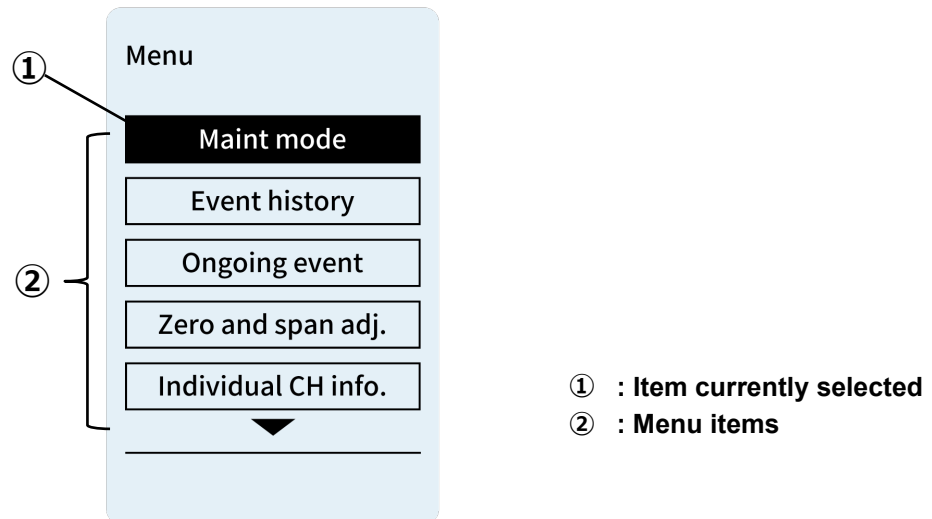 Menu
①
Maint mode
Event history
②
Ongoing event
Zero and span adj.
Individual CH info.
① : Item currently selected
② : Menu items